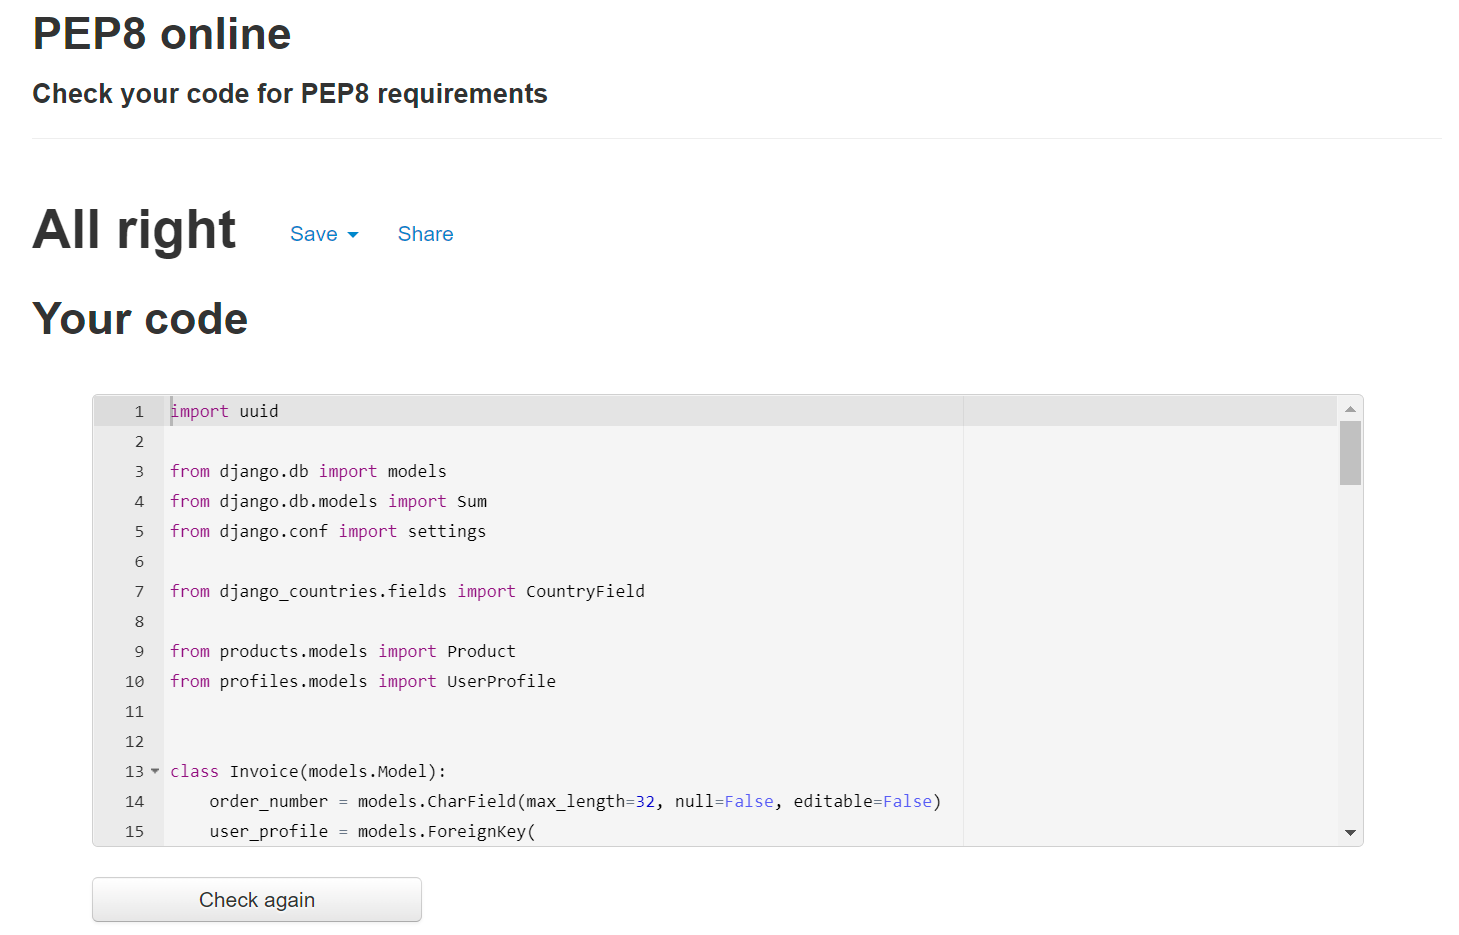 PEP8 online
Check your code for PEP8 requirements
All right Save Share
Your code
1 import uuid
2
3 from django.db import models
4 from django.db.models import Sum
5 from django.conf import settings
6
7 from django_countries.fields import CountryField
8
9 from products.models import Product
10 from profiles.models import UserProfile
11
12
13 class Invoice(models.Model):
14     order_number = models.CharField(max_length=32, null=False, editable=False)
15     user_profile = models.ForeignKey(
Check again